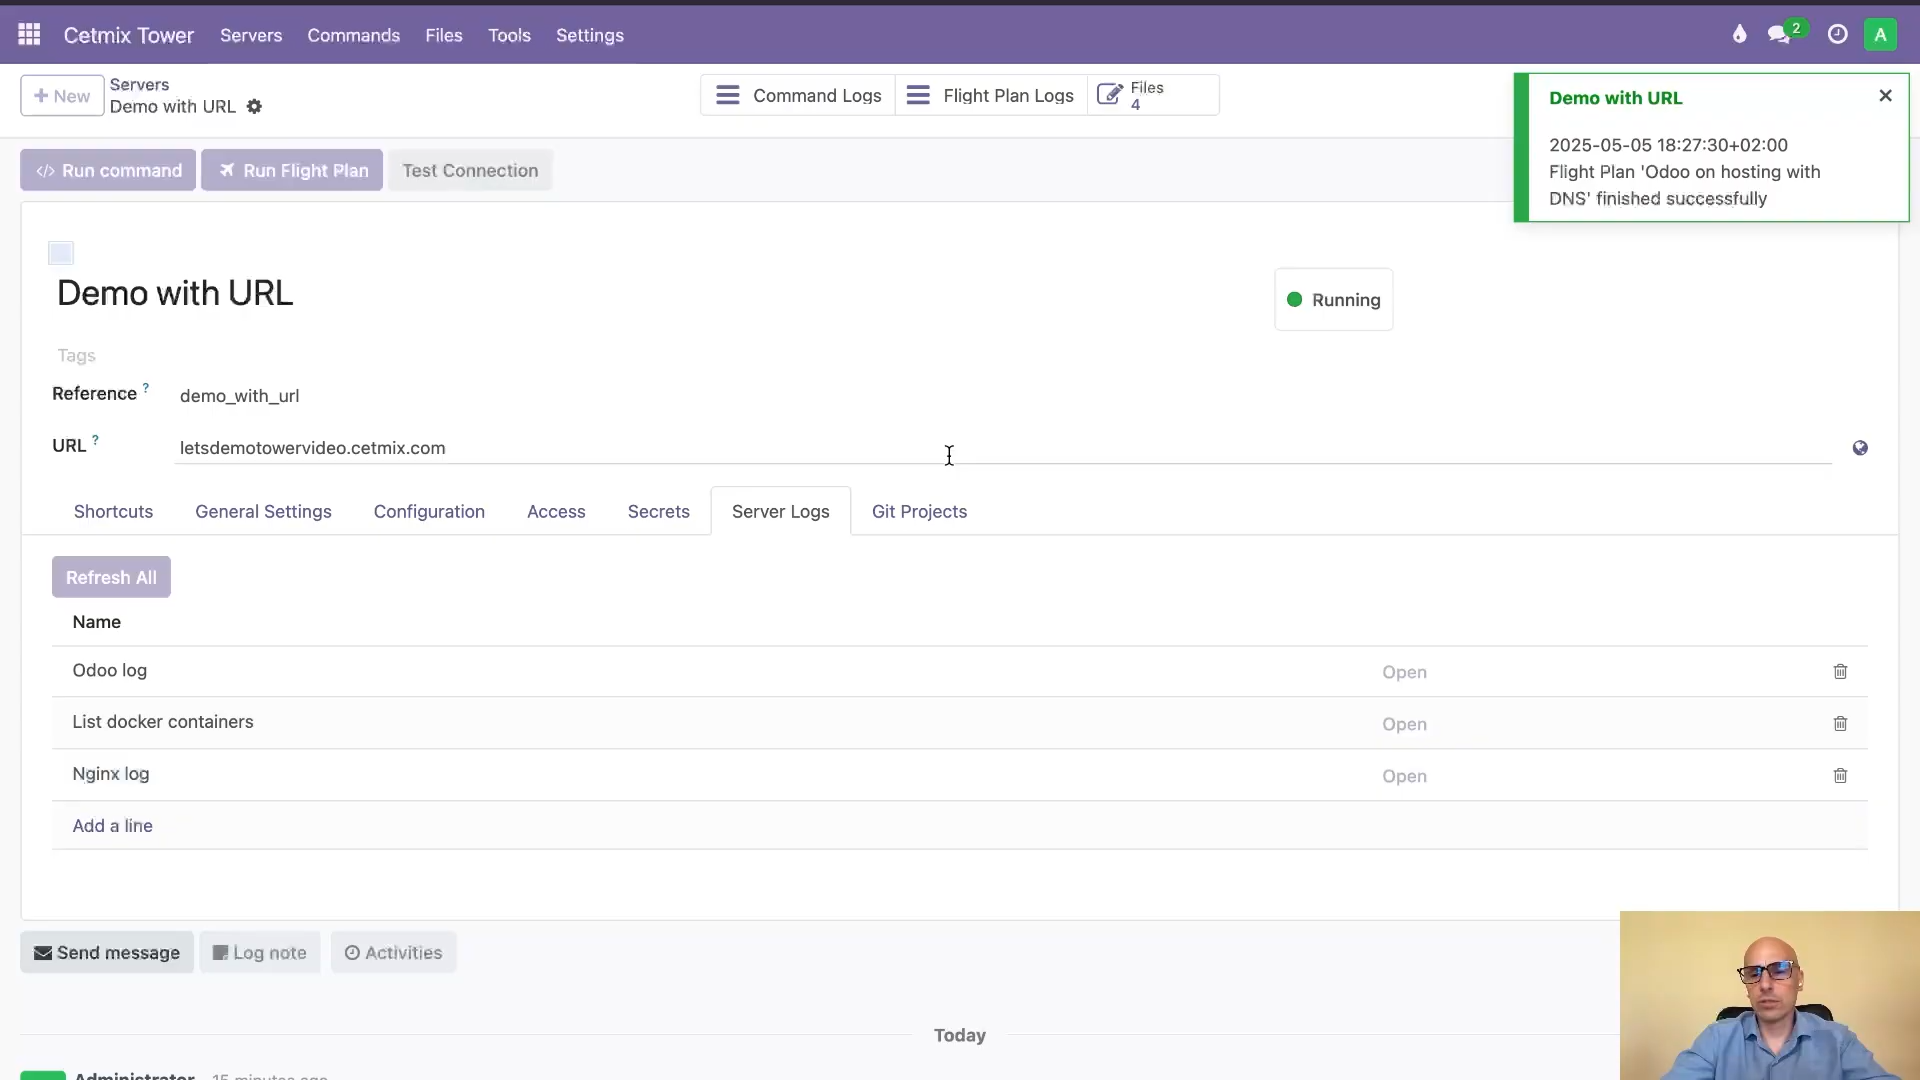 Cetmix Tower Servers Commands Files Tools Settings 2 A
+ New
Servers
Demo with URL
Command Logs Flight Plan Logs Files 4
Demo with URL
2025-05-05 18:27:30+02:00
Flight Plan 'Odoo on hosting with
DNS' finished successfully
</> Run command Run Flight Plan Test Connection
Demo with URL
Running
Tags
Reference ? demo_with_url
URL ? letsdemotowervideo.cetmix.com
Shortcuts General Settings Configuration Access Secrets Server Logs Git Projects
Refresh All
Name
Odoo log Open
List docker containers Open
Nginx log Open
Add a line
Send message Log note Activities
Today
Administrator 15 minutes ago